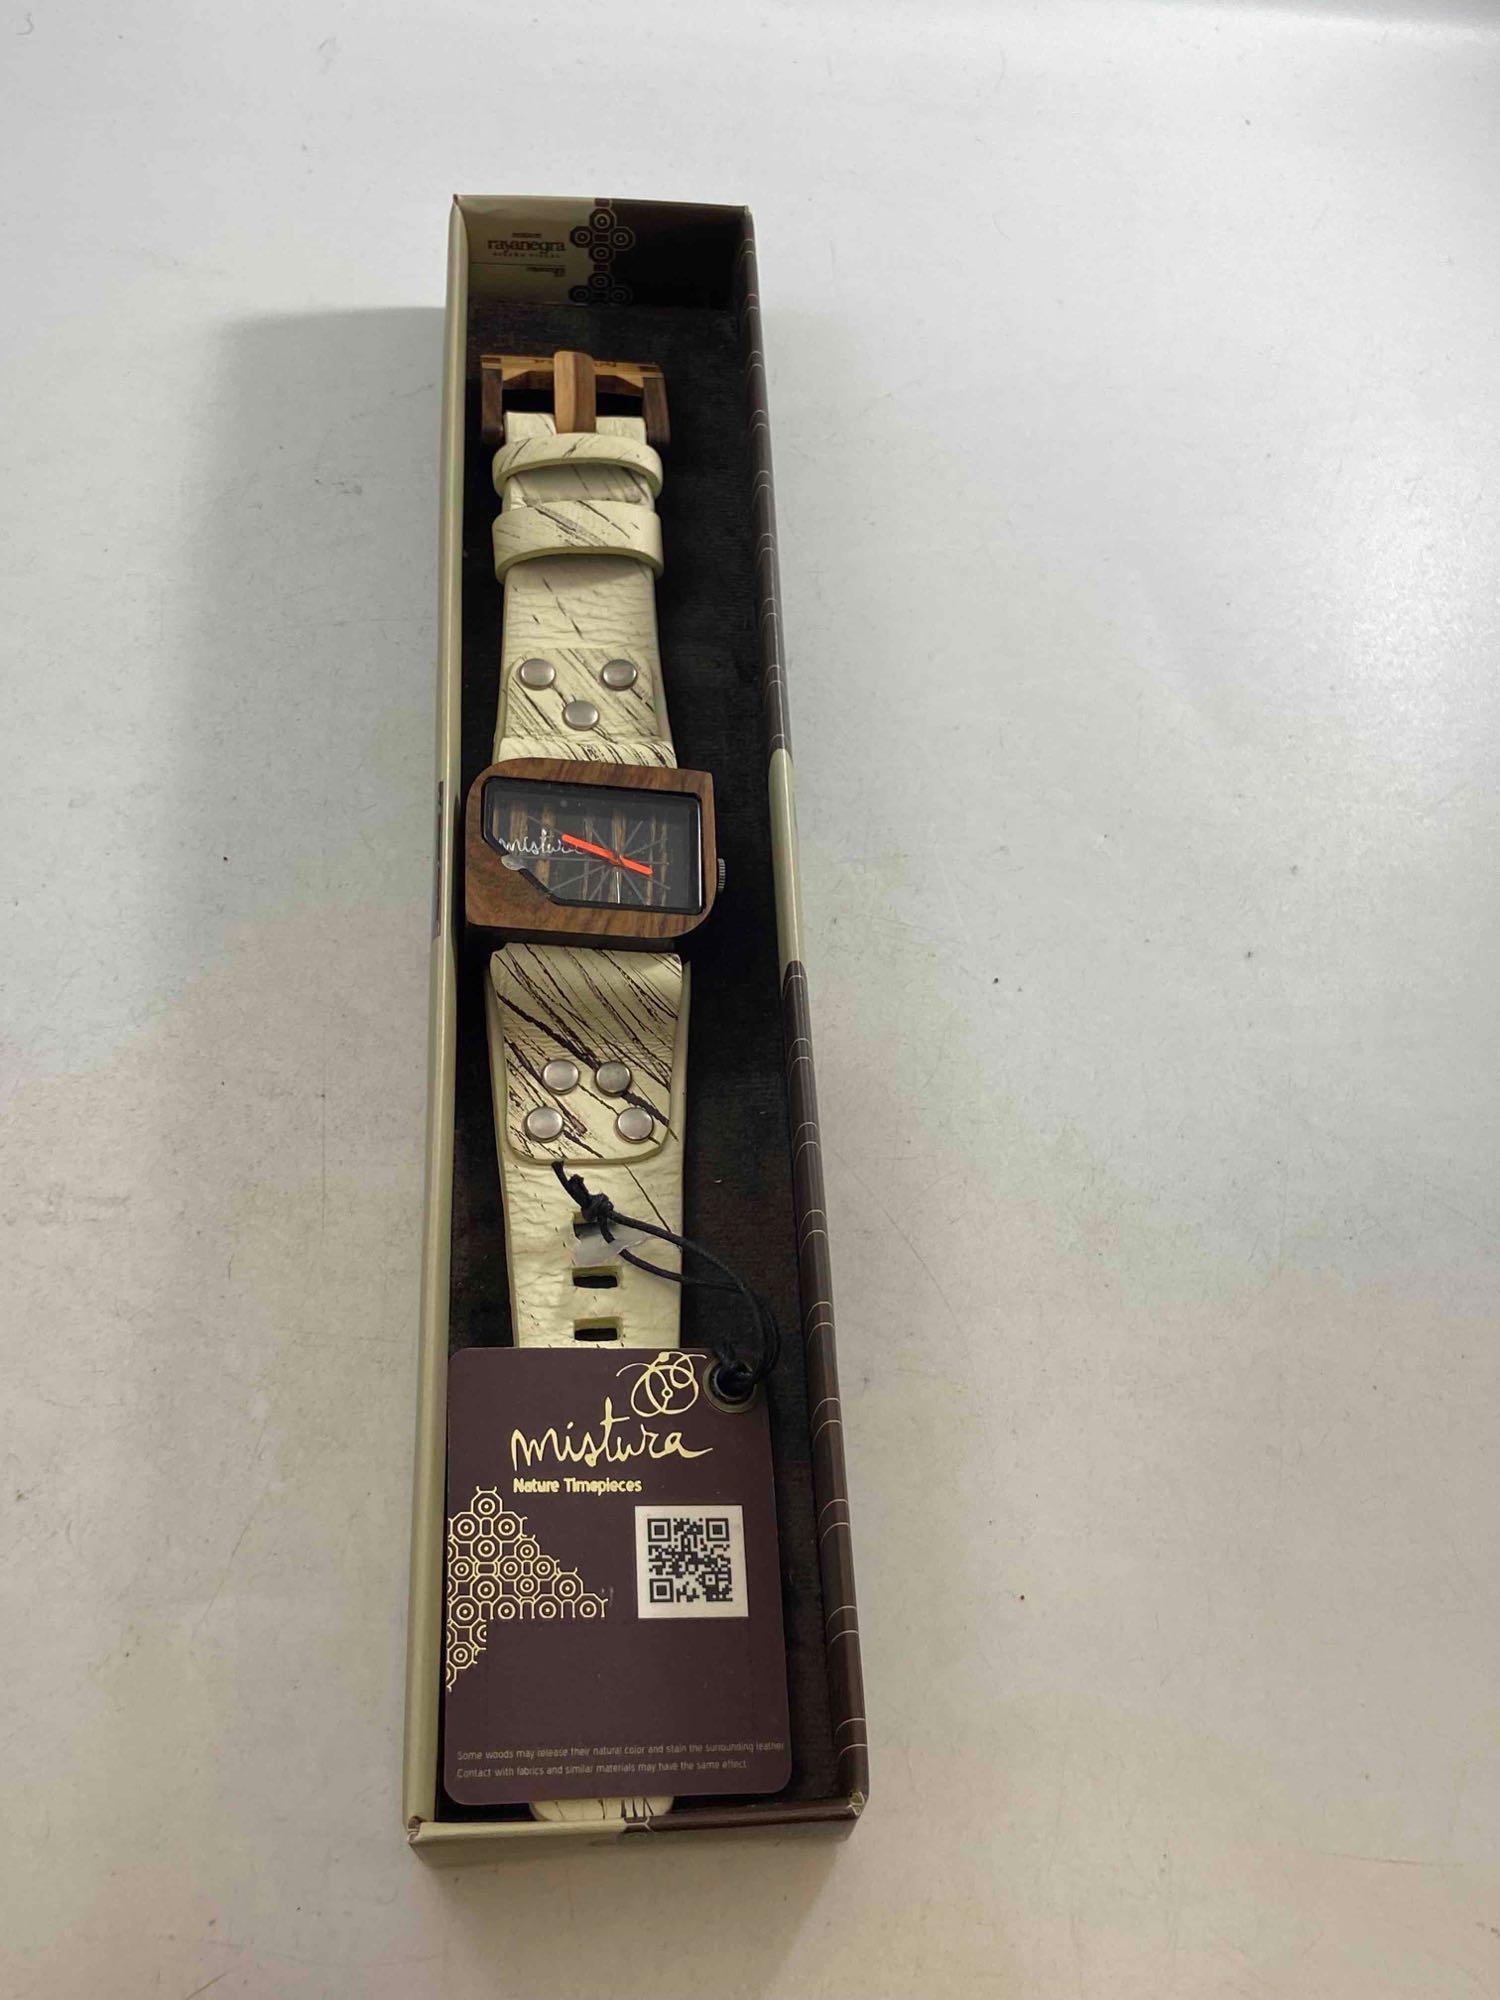 rayanegra
mistura
mistura
Nature Timepieces
Some woods may release their natural color and stain the surrounding leather
Contact with fabrics and similar materials may have the same effect